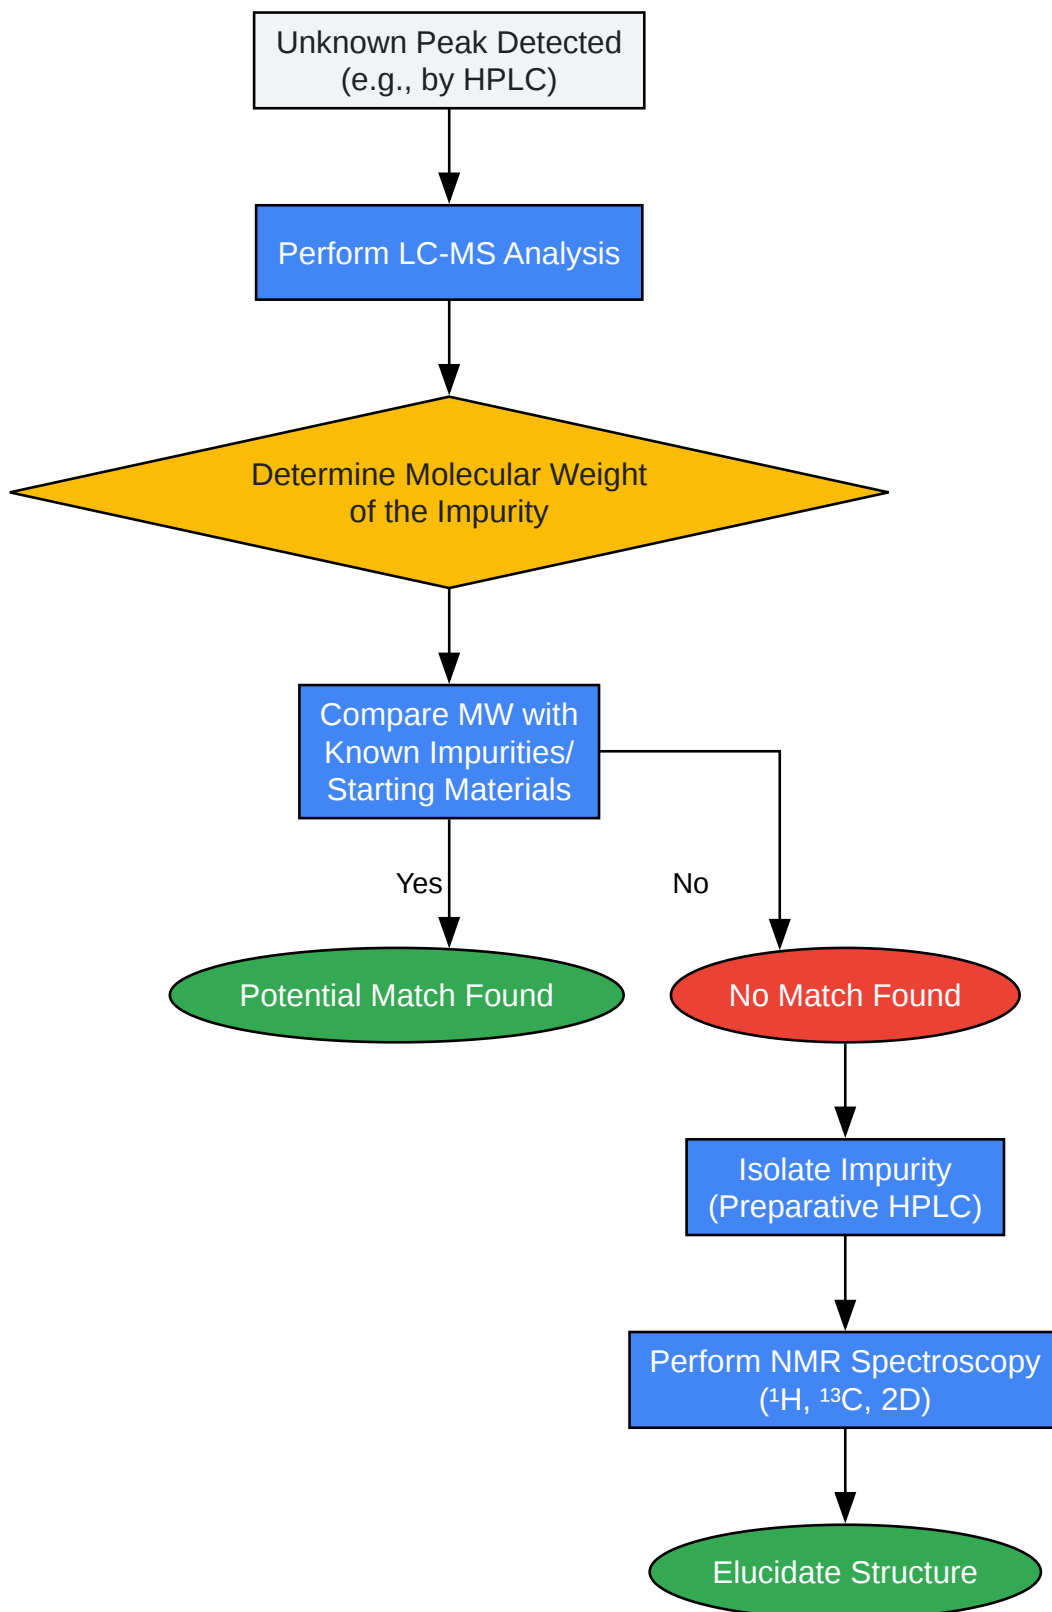 Unknown Peak Detected
(e.g., by HPLC)
Perform LC-MS Analysis
Determine Molecular Weight
of the Impurity
Compare MW with
Known Impurities/
Starting Materials
Yes
No
Potential Match Found
No Match Found
Isolate Impurity
(Preparative HPLC)
Perform NMR Spectroscopy
(¹H, ¹³C, 2D)
Elucidate Structure